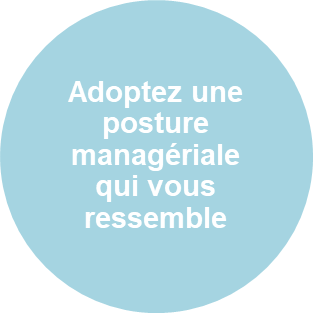 Adoptez une
posture
managériale
qui vous
ressemble